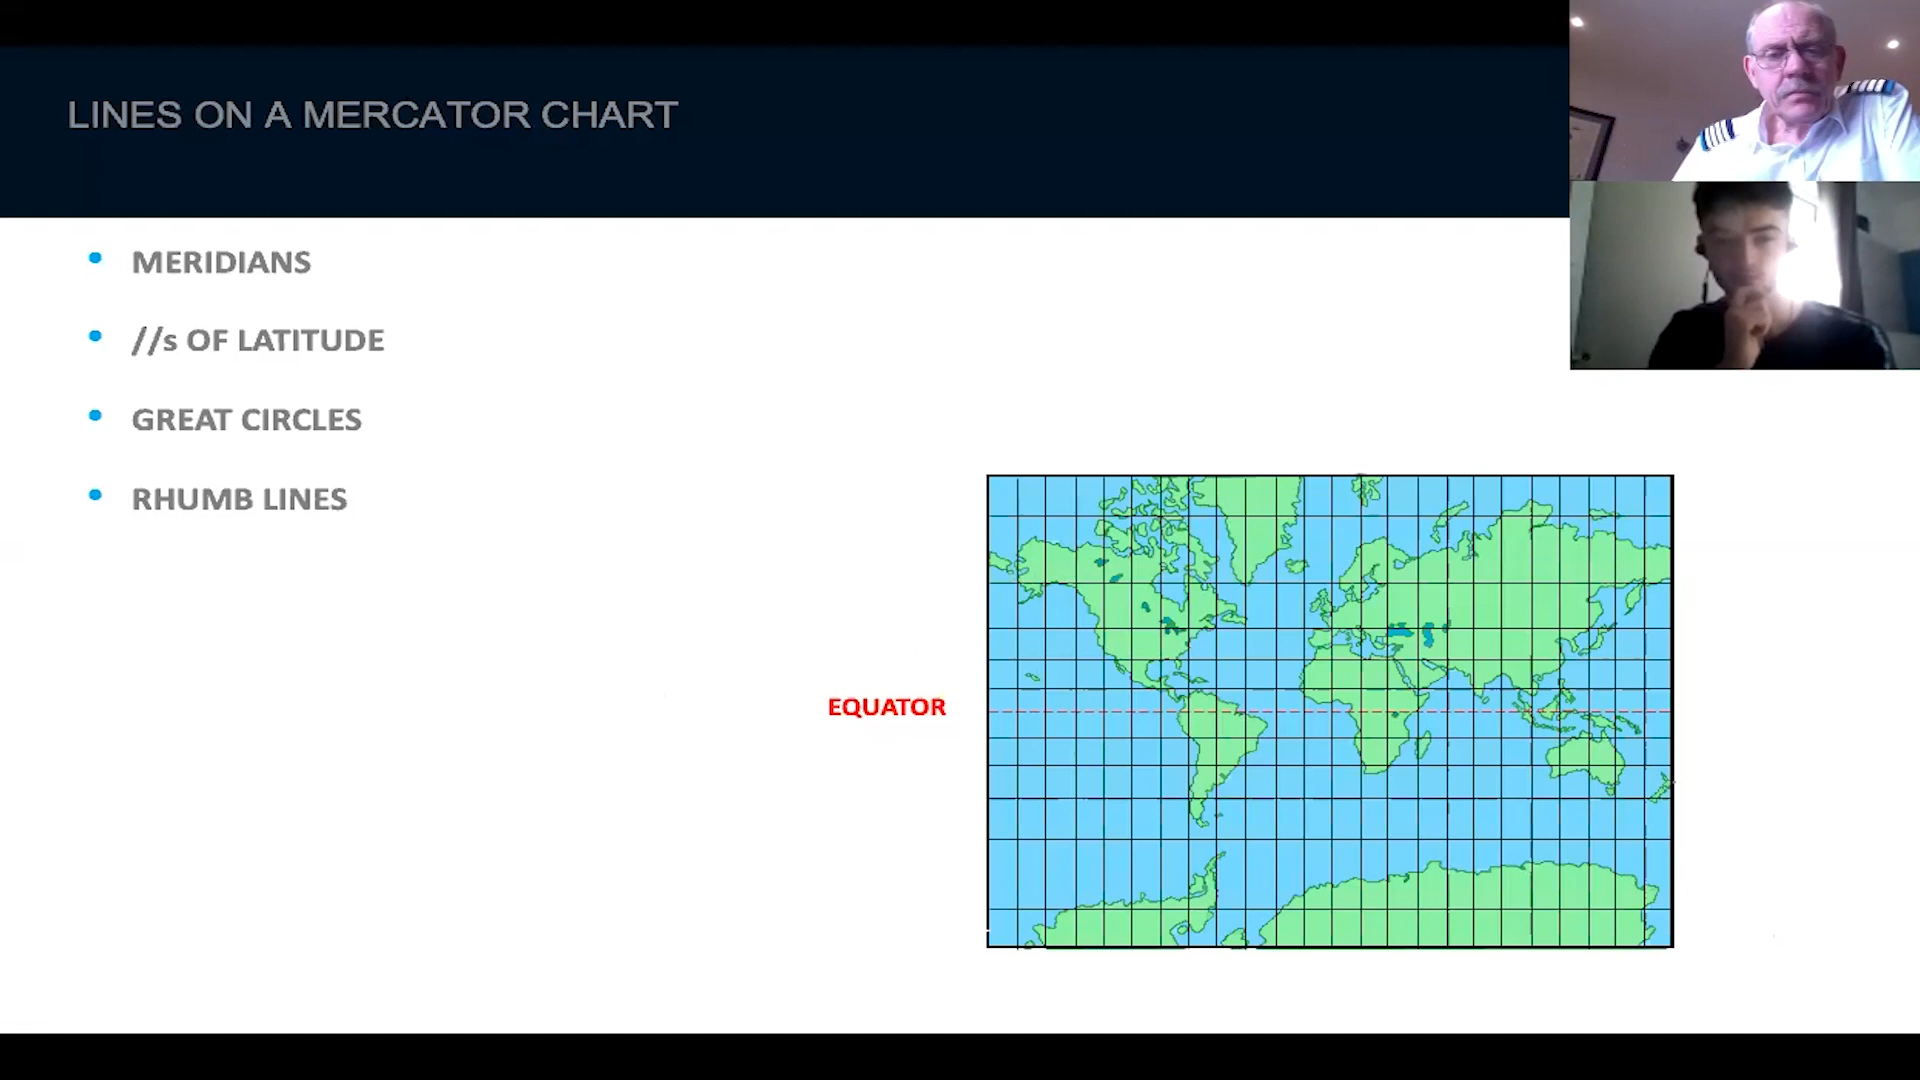 LINES ON A MERCATOR CHART
• MERIDIANS
• //s OF LATITUDE
• GREAT CIRCLES
• RHUMB LINES
EQUATOR